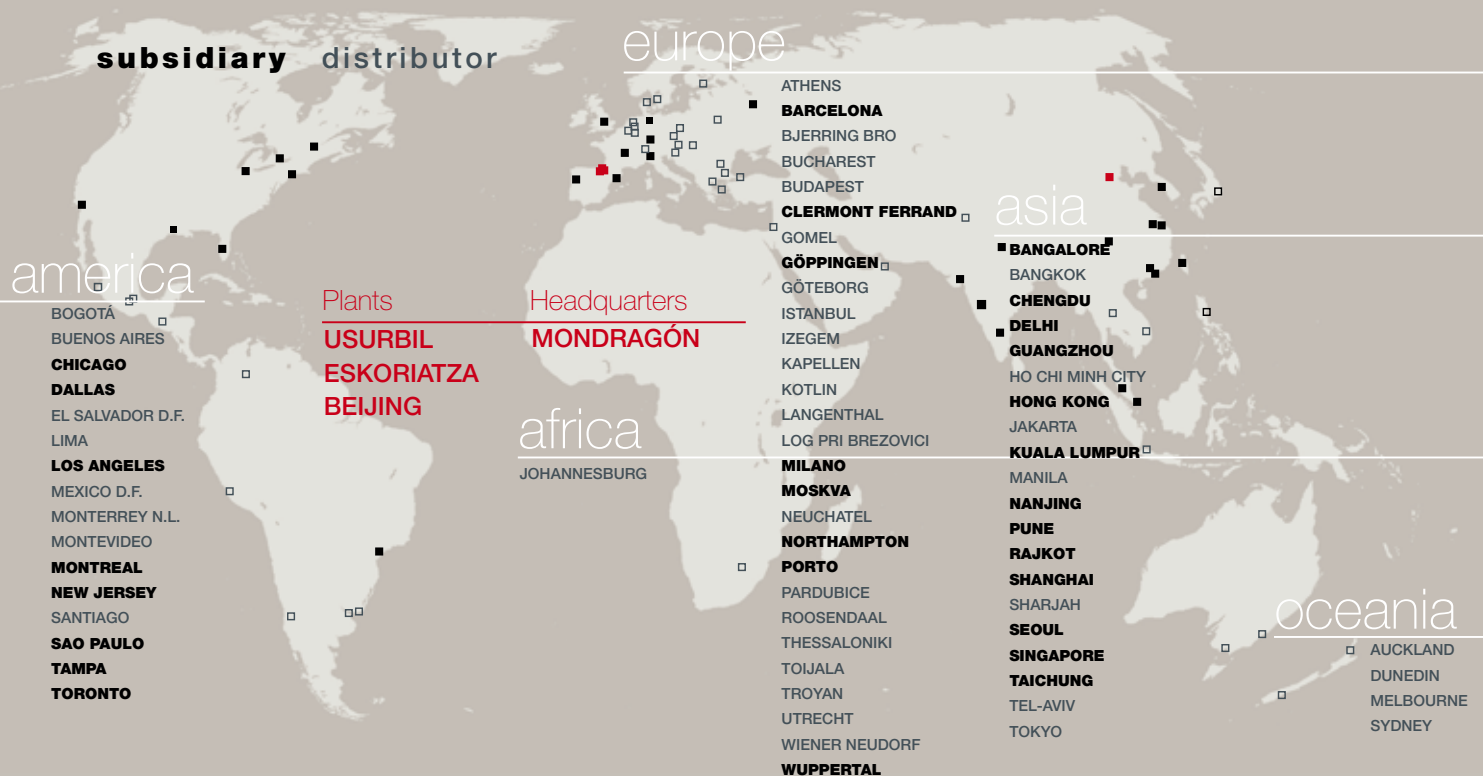 subsidiary distributor
europe
ATHENS
BARCELONA
BJERRING BRO
BUCHAREST
BUDAPEST
CLERMONT FERRAND
GOMEL
GÖPPINGEN
GÖTEBORG
ISTANBUL
IZEGEM
KAPELLEN
KOTLIN
LANGENTHAL
LOG PRI BREZOVICI
MILANO
MOSKVA
NEUCHATEL
NORTHAMPTON
PORTO
PARDUBICE
ROOSENDAAL
THESSALONIKI
TOIJALA
TROYAN
UTRECHT
WIENER NEUDORF
WUPPERTAL
asia
BANGALORE
BANGKOK
CHENGDU
DELHI
GUANGZHOU
HO CHI MINH CITY
HONG KONG
JAKARTA
KUALA LUMPUR
MANILA
NANJING
PUNE
RAJKOT
SHANGHAI
SHARJAH
SEOUL
SINGAPORE
TAICHUNG
TEL-AVIV
TOKYO
america
BOGOTÁ
BUENOS AIRES
CHICAGO
DALLAS
EL SALVADOR D.F.
LIMA
LOS ANGELES
MEXICO D.F.
MONTERREY N.L.
MONTEVIDEO
MONTREAL
NEW JERSEY
SANTIAGO
SAO PAULO
TAMPA
TORONTO
Plants
USURBIL
ESKORIATZA
BEIJING
Headquarters
MONDRAGÓN
africa
JOHANNESBURG
oceania
AUCKLAND
DUNEDIN
MELBOURNE
SYDNEY